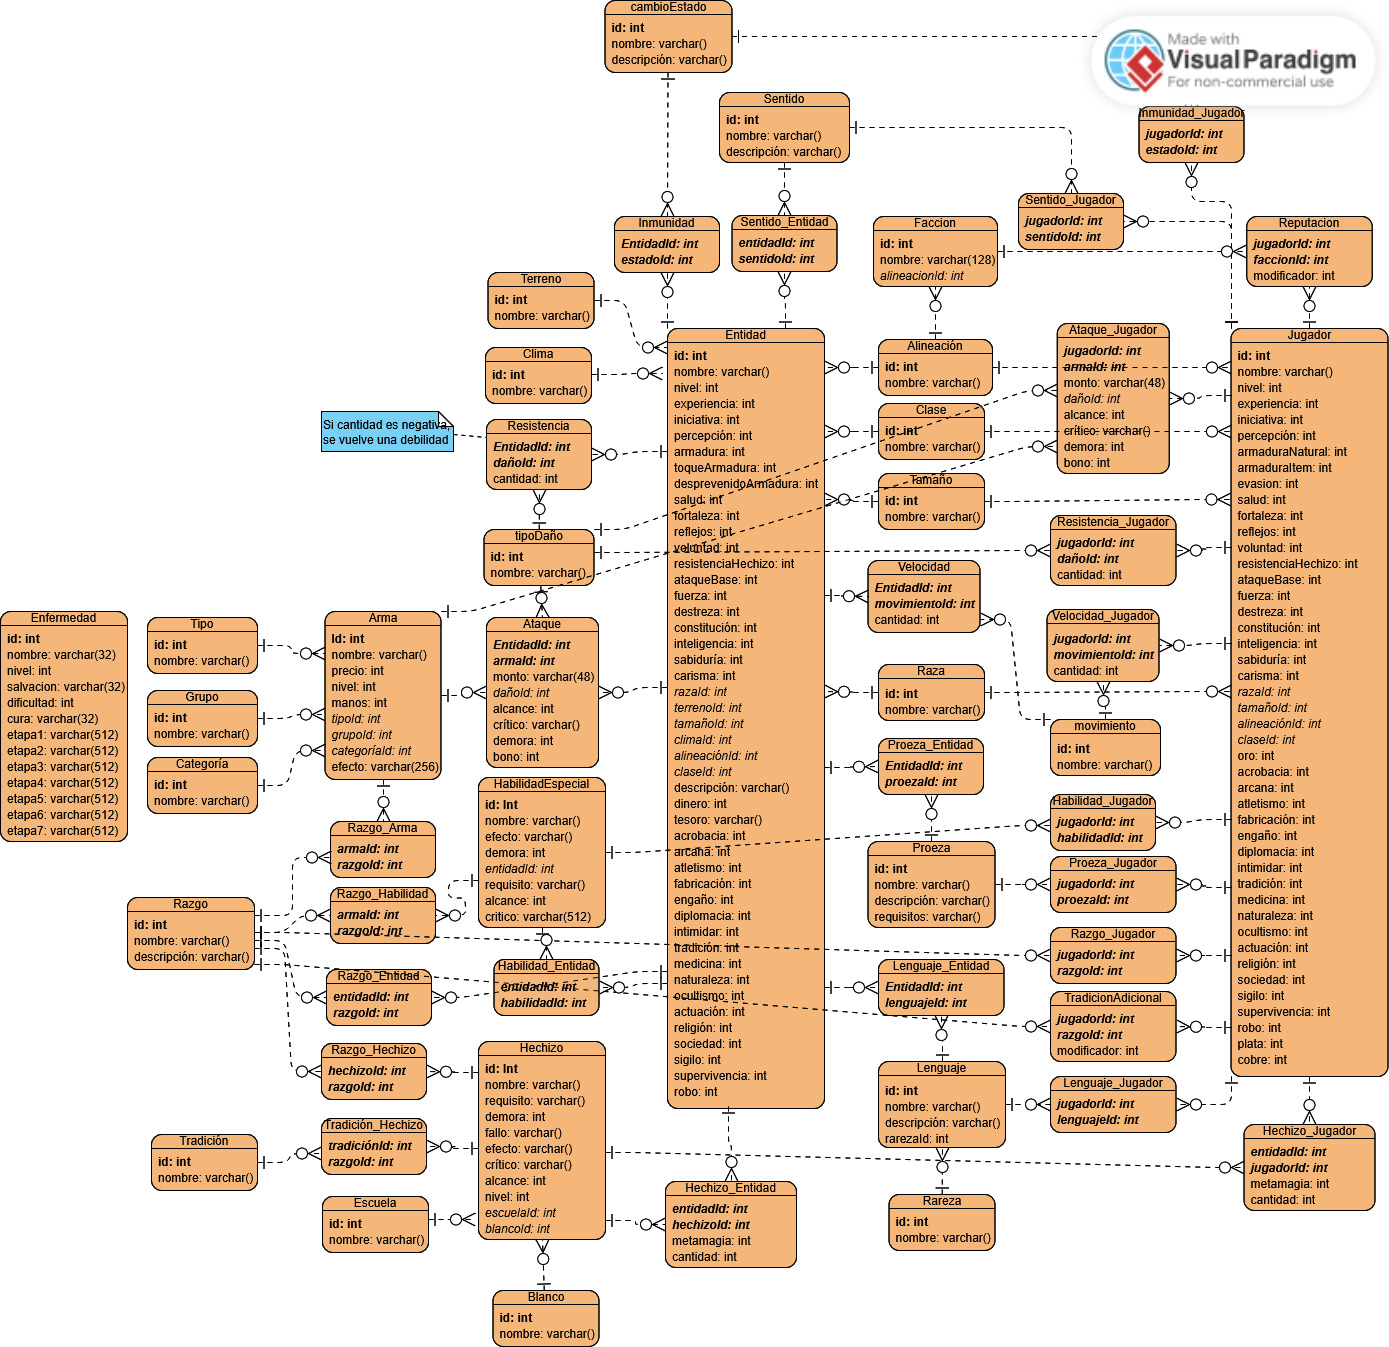 cambioEstado
id: int
nombre: varchar()
descripción: varchar()
Made with
VisualParadigm
For non-commercial use
Sentido
id: int
nombre: varchar()
descripción: varchar()
Inmunidad_Jugador
jugadorId: int
estadoId: int
Inmunidad
EntidadId: int
estadoId: int
Sentido_Entidad
entidadId: int
sentidoId: int
Faccion
id: int
nombre: varchar(128)
alineacionId: int
Sentido_Jugador
jugadorId: int
sentidoId: int
Reputacion
jugadorId: int
faccionId: int
modificador: int
Terreno
id: int
nombre: varchar()
Clima
id: int
nombre: varchar()
Si cantidad es negativa,
se vuelve una debilidad
Resistencia
EntidadId: int
dañoId: int
cantidad: int
tipoDaño
id: int
nombre: varchar()
Entidad
id: int
nombre: varchar()
nivel: int
experiencia: int
iniciativa: int
percepción: int
armadura: int
toqueArmadura: int
desprevenidoArmadura: int
salud: int
fortaleza: int
reflejos: int
voluntad: int
resistenciaHechizo: int
ataqueBase: int
fuerza: int
destreza: int
constitución: int
inteligencia: int
sabiduría: int
carisma: int
razaId: int
terrenoId: int
tamañoId: int
climaId: int
alineaciónId: int
claseId: int
descripción: varchar()
dinero: int
tesoro: varchar()
acrobacia: int
arcana: int
atletismo: int
fabricación: int
engaño: int
diplomacia: int
intimidar: int
tradición: int
medicina: int
naturaleza: int
ocultismo: int
actuación: int
religión: int
sociedad: int
sigilo: int
supervivencia: int
robo: int
Alineación
id: int
nombre: varchar()
Clase
id: int
nombre: varchar()
Tamaño
id: int
nombre: varchar()
Ataque_Jugador
jugadorId: int
armaId: int
monto: varchar(48)
dañoId: int
alcance: int
crítico: varchar()
demora: int
bono: int
Jugador
id: int
nombre: varchar()
nivel: int
experiencia: int
iniciativa: int
percepción: int
armaduraNatural: int
armaduraItem: int
evasion: int
salud: int
fortaleza: int
reflejos: int
voluntad: int
resistenciaHechizo: int
ataqueBase: int
fuerza: int
destreza: int
constitución: int
inteligencia: int
sabiduría: int
carisma: int
razaId: int
tamañoId: int
alineaciónId: int
claseId: int
oro: int
acrobacia: int
arcana: int
atletismo: int
fabricación: int
engaño: int
diplomacia: int
intimidar: int
tradición: int
medicina: int
naturaleza: int
ocultismo: int
actuación: int
religión: int
sociedad: int
sigilo: int
supervivencia: int
robo: int
plata: int
cobre: int
Resistencia_Jugador
jugadorId: int
dañoId: int
cantidad: int
Velocidad
EntidadId: int
movimientoId: int
cantidad: int
Velocidad_Jugador
jugadorId: int
movimientoId: int
cantidad: int
Enfermedad
id: int
nombre: varchar(32)
nivel: int
salvacion: varchar(32)
dificultad: int
cura: varchar(32)
etapa1: varchar(512)
etapa2: varchar(512)
etapa3: varchar(512)
etapa4: varchar(512)
etapa5: varchar(512)
etapa6: varchar(512)
etapa7: varchar(512)
Tipo
id: int
nombre: varchar()
Grupo
id: int
nombre: varchar()
Categoría
id: int
nombre: varchar()
Arma
Id: int
nombre: varchar()
precio: int
nivel: int
manos: int
tipoId: int
grupoId: int
categoríaId: int
efecto: varchar(256)
Ataque
EntidadId: int
armaId: int
monto: varchar(48)
dañoId: int
alcance: int
crítico: varchar()
demora: int
bono: int
Raza
id: int
nombre: varchar()
movimiento
id: int
nombre: varchar()
Proeza_Entidad
EntidadId: int
proezaId: int
HabilidadEspecial
id: Int
nombre: varchar()
efecto: varchar()
demora: int
entidadId: int
requisito: varchar()
alcance: int
critico: varchar(512)
Habilidad_Jugador
jugadorId: int
habilidadId: int
Razgo_Arma
armaId: int
razgoId: int
Proeza
id: int
nombre: varchar()
descripción: varchar()
requisitos: varchar()
Proeza_Jugador
jugadorId: int
proezaId: int
Razgo_Habilidad
armaId: int
razgoId: int
Razgo
id: int
nombre: varchar()
descripción: varchar()
Razgo_Jugador
jugadorId: int
razgoId: int
Razgo_Entidad
entidadId: int
razgoId: int
Habilidad_Entidad
entidadId: int
habilidadId: int
Lenguaje_Entidad
EntidadId: int
lenguajeId: int
TradicionAdicional
jugadorId: int
razgoId: int
modificador: int
Razgo_Hechizo
hechizoId: int
razgoId: int
Hechizo
id: Int
nombre: varchar()
requisito: varchar()
demora: int
fallo: varchar()
efecto: varchar()
crítico: varchar()
alcance: int
nivel: int
escuelaId: int
blancoId: int
Lenguaje
id: int
nombre: varchar()
descripción: varchar()
rarezaId: int
Lenguaje_Jugador
jugadorId: int
lenguajeId: int
Tradición
id: int
nombre: varchar()
Tradición_Hechizo
tradiciónId: int
razgoId: int
Hechizo_Jugador
entidadId: int
jugadorId: int
metamagia: int
cantidad: int
Escuela
id: int
nombre: varchar()
Hechizo_Entidad
entidadId: int
hechizoId: int
metamagia: int
cantidad: int
Rareza
id: int
nombre: varchar()
Blanco
id: int
nombre: varchar()